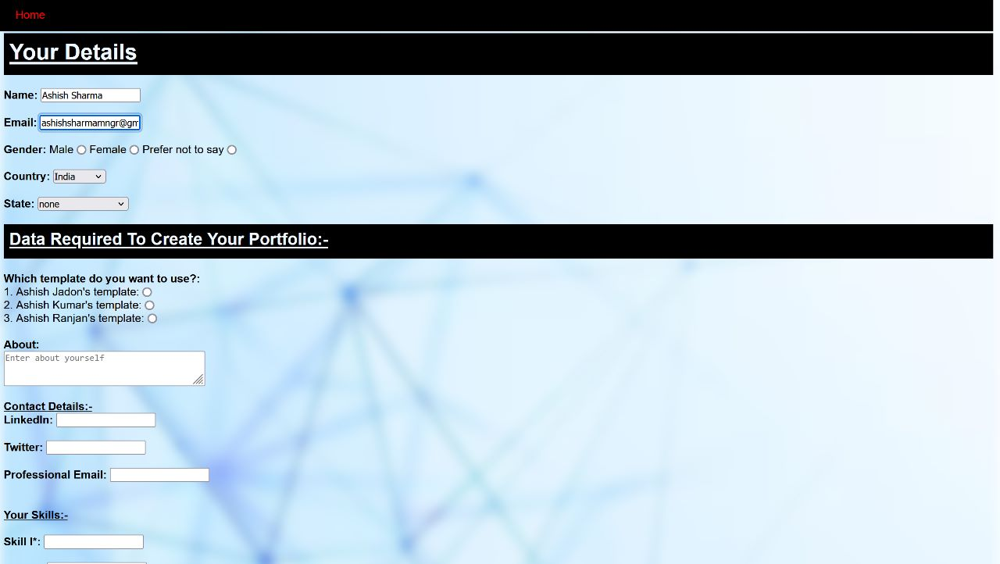 Home
Your Details
Name: Ashish Sharma
Email: ashishsharmamngr@gm
Gender: Male Female Prefer not to say
Country: India
State: none
Data Required To Create Your Portfolio:-
Which template do you want to use?:
1. Ashish Jadon's template:
2. Ashish Kumar's template:
3. Ashish Ranjan's template:
About:
Enter about yourself
Contact Details:-
LinkedIn:
Twitter:
Professional Email:
Your Skills:-
Skill I*: